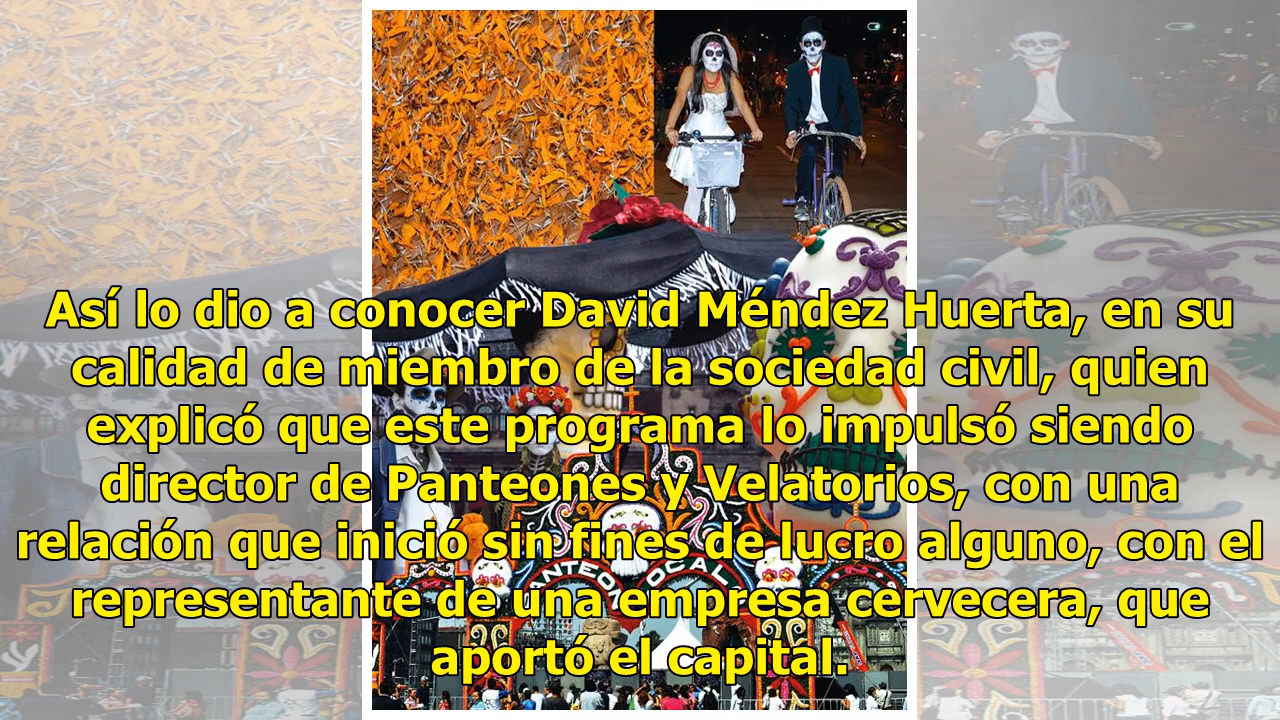 Así lo dio a conocer David Méndez Huerta, en su
calidad de miembro de la sociedad civil, quien
explicó que este programa lo impulsó siendo
director de Panteones y Velatorios, con una
relación que inició sin fines de lucro alguno, con el
representante de una empresa cervecera, que
aportó el capital.